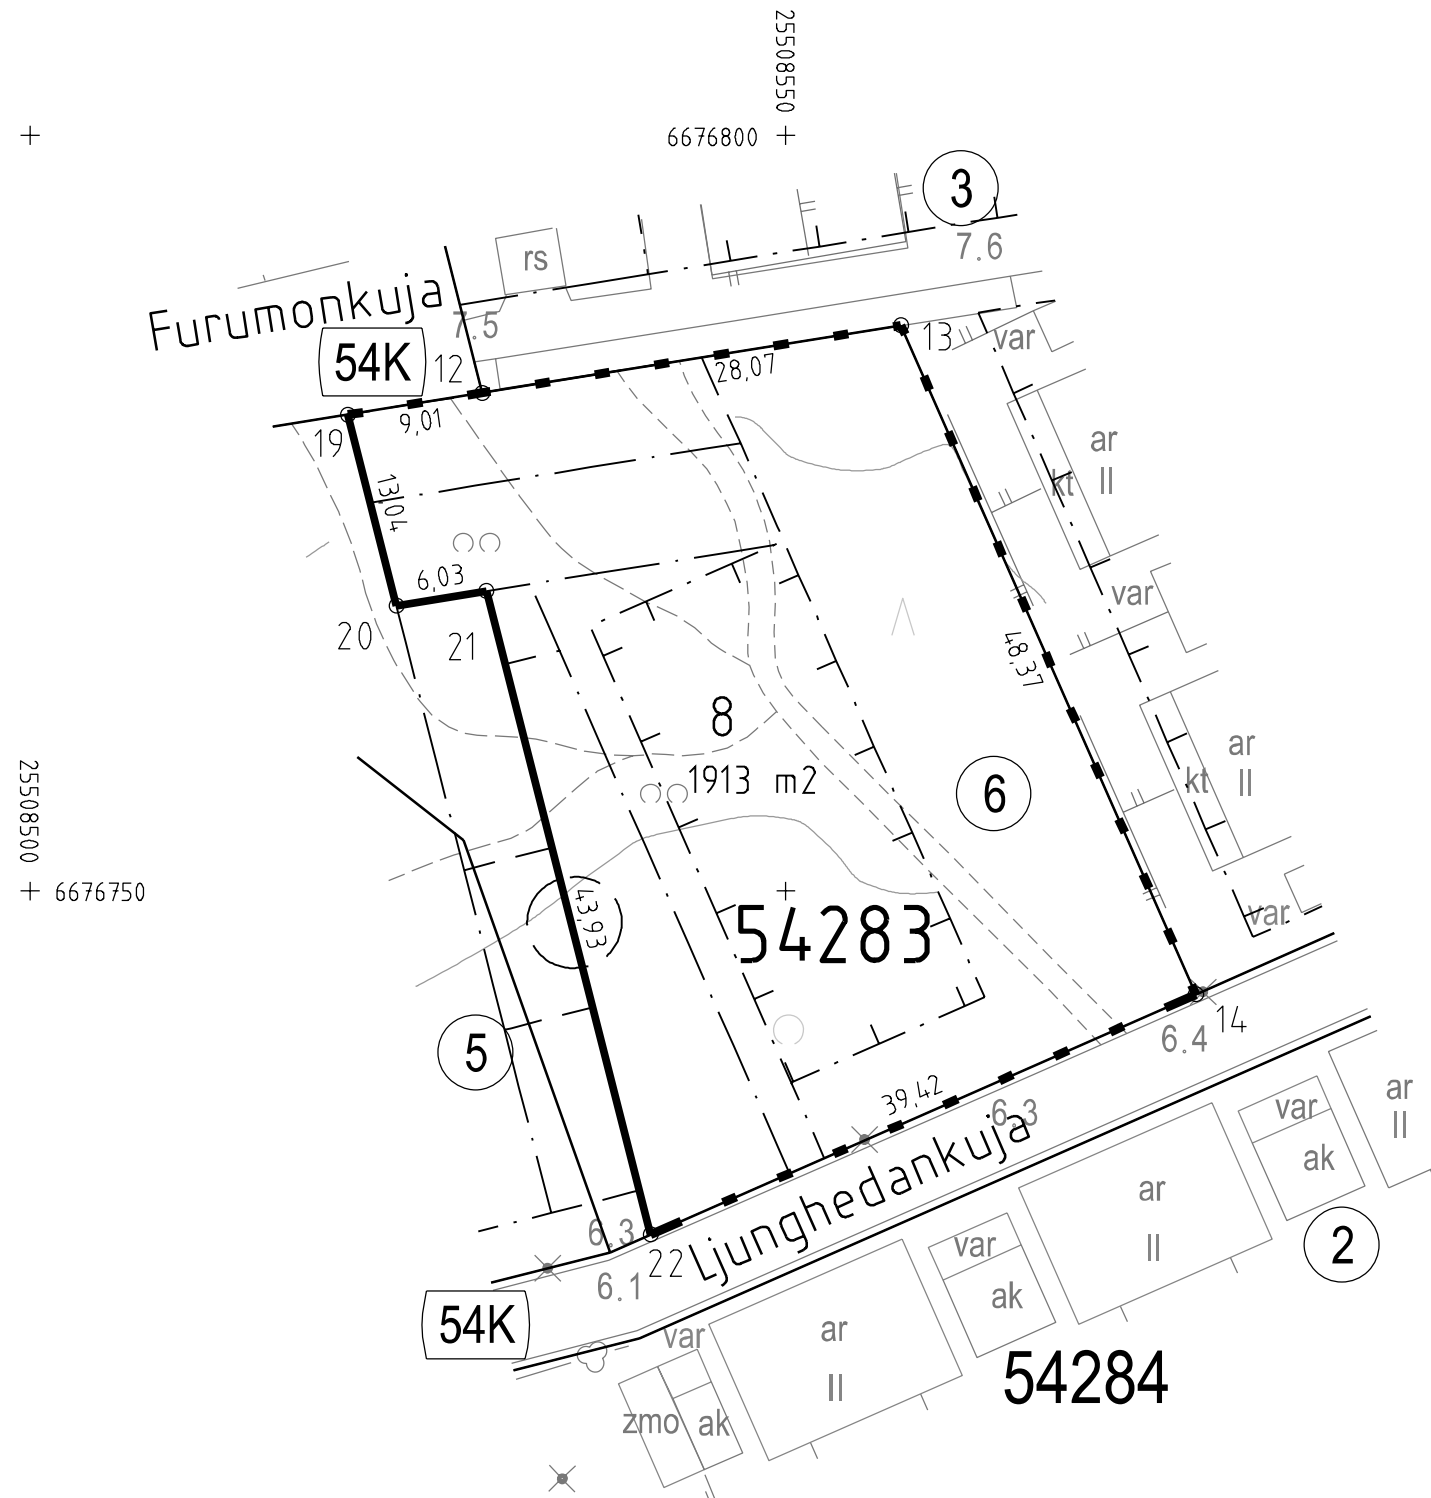 25508550
6676800
3
7.6
rs
Furumonkuja
7.5
54K
12
13
var
28,07
9,01
19
ar
II
kt
13,04
6,03
20
21
var
48,37
8
1913 m2
6
ar
II
kt
25508500
6676750
43,93
54283
var
5
14
6.4
39,42
6.3
Ljunghedankuja
6.3
22
6.1
54K
var
ak
ar
II
ar
II
var
ak
2
var
ar
II
54284
zmo
ak